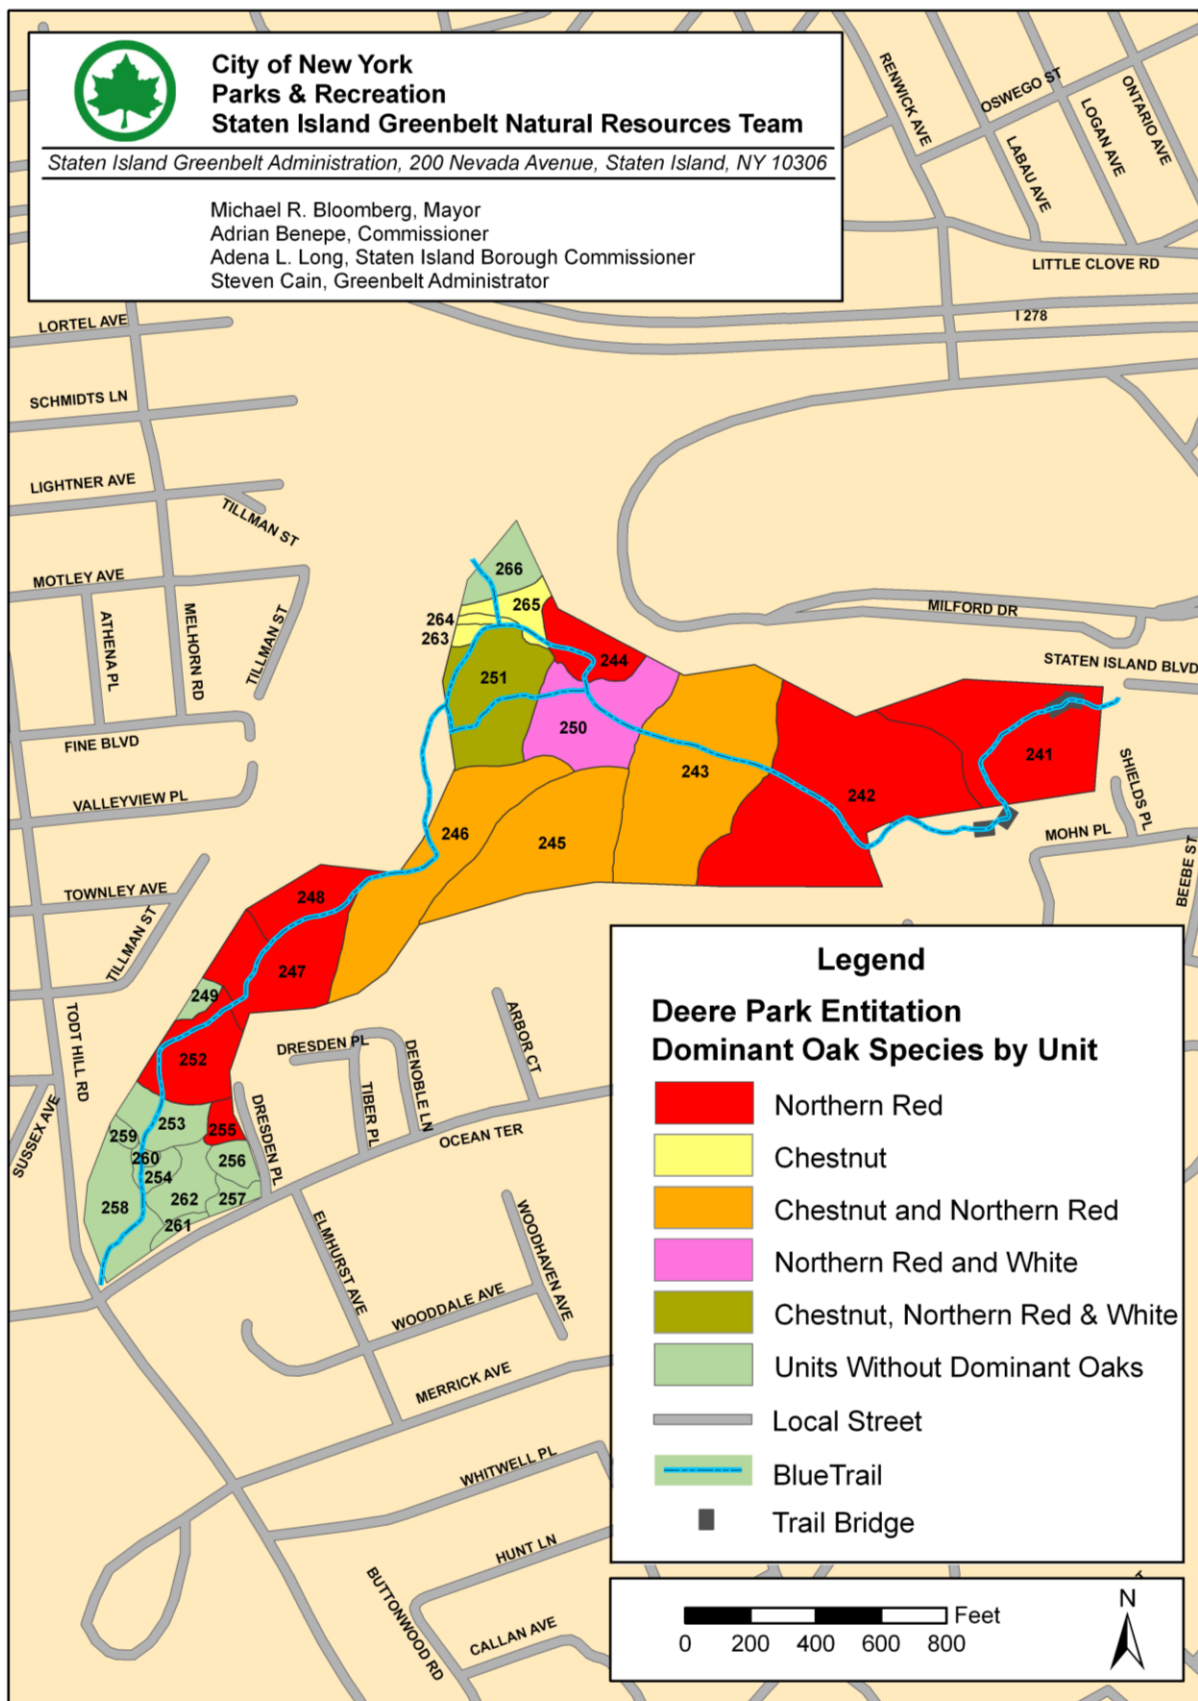 City of New York
Parks & Recreation
Staten Island Greenbelt Natural Resources Team
Staten Island Greenbelt Administration, 200 Nevada Avenue, Staten Island, NY 10306
Michael R. Bloomberg, Mayor
Adrian Benepe, Commissioner
Adena L. Long, Staten Island Borough Commissioner
Steven Cain, Greenbelt Administrator
RENWICK AVE
OSWEGO ST
LABAU AVE
LOGAN AVE
ONTARIO AVE
LITTLE CLOVE RD
I 278
LORTEL AVE
SCHMIDTS LN
LIGHTNER AVE
TILLMAN ST
MOTLEY AVE
ATHENA PL
MELHORN RD
TILLMAN ST
FINE BLVD
VALLEYVIEW PL
TOWNLEY AVE
TILLMAN ST
TODT HILL RD
SUSSEX AVE
MILFORD DR
STATEN ISLAND BLVD
SHIELDS PL
MOHN PL
BEEBE ST
266
265
264
263
244
251
250
243
241
242
246
245
248
247
249
252
253
255
259
260
254
256
258
262
257
261
DRESDEN PL
DENOBLE LN
ARBOR CT
TIBER PL
DRESDEN PL
OCEAN TER
ELMHURST AVE
WOODHAVEN AVE
WOODDALE AVE
MERRICK AVE
WHITWELL PL
HUNT LN
BUTTONWOOD RD
CALLAN AVE
Legend
Deere Park Entitation
Dominant Oak Species by Unit
Northern Red
Chestnut
Chestnut and Northern Red
Northern Red and White
Chestnut, Northern Red & White
Units Without Dominant Oaks
Local Street
BlueTrail
Trail Bridge
Feet
0 200 400 600 800
N